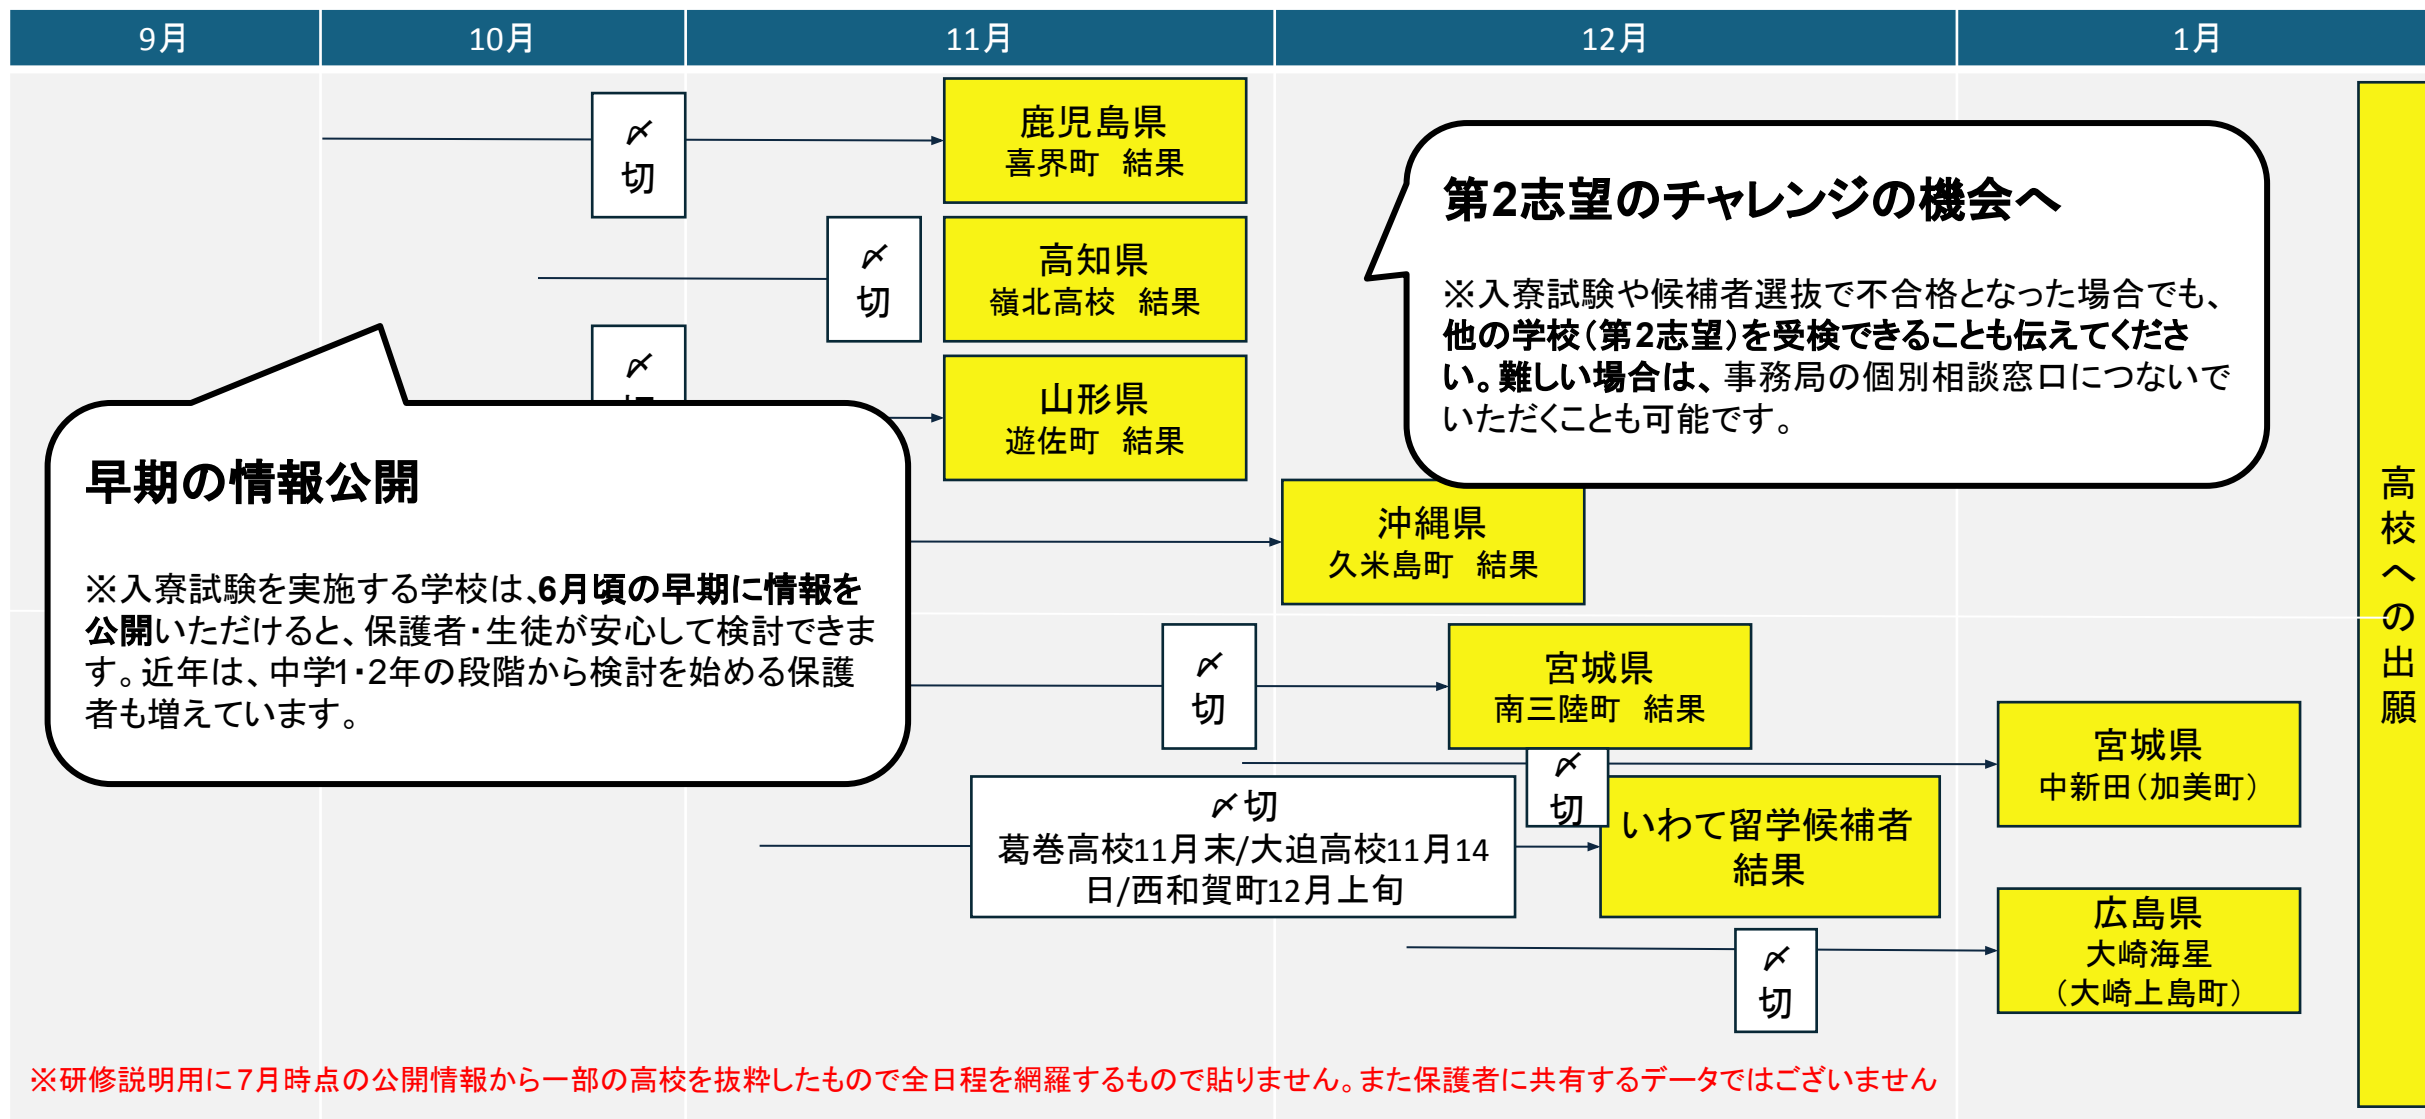 9月
10月
11月
12月
1月
〆
切
鹿児島県
喜界町 結果
〆
切
高知県
嶺北高校 結果
〆
山形県
遊佐町 結果
第2志望のチャレンジの機会へ
※入寮試験や候補者選抜で不合格となった場合でも、
他の学校（第2志望）を受検できることも伝えてくださ
い。難しい場合は、事務局の個別相談窓口につないで
いただくことも可能です。
早期の情報公開
※入寮試験を実施する学校は、6月頃の早期に情報を
公開いただけると、保護者・生徒が安心して検討できま
す。近年は、中学1・2年の段階から検討を始める保護
者も増えています。
沖縄県
久米島町 結果
〆
切
宮城県
南三陸町 結果
〆
切
宮城県
中新田（加美町）
〆切
葛巻高校11月末/大迫高校11月14
日/西和賀町12月上旬
いわて留学候補者
結果
〆
切
広島県
大崎海星
（大崎上島町）
高
校
へ
の
出
願
※研修説明用に7月時点の公開情報から一部の高校を抜粋したもので全日程を網羅するもので貼りません。また保護者に共有するデータではございません